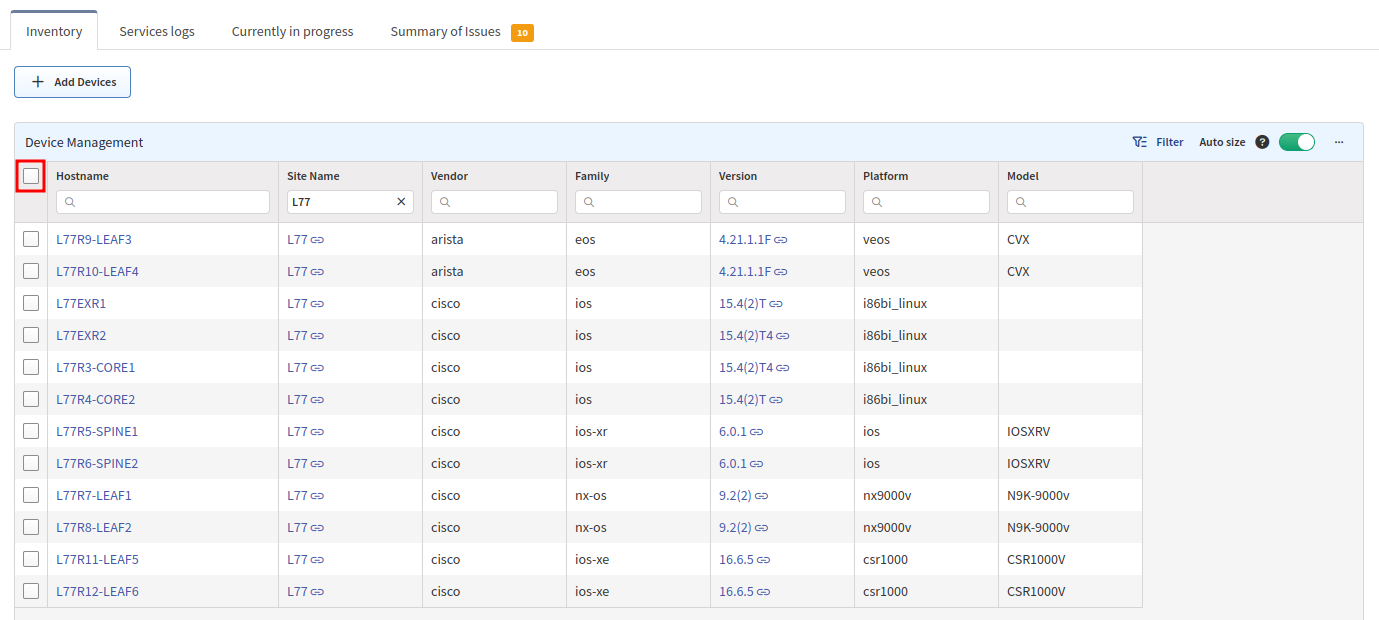 Inventory Services logs Currently in progress Summary of Issues 10
+ Add Devices
Device Management Filter Auto size ? ...
Hostname Site Name Vendor Family Version Platform Model
L77
L77R9-LEAF3 L77 arista eos 4.21.1.1F veos CVX
L77R10-LEAF4 L77 arista eos 4.21.1.1F veos CVX
L77EXR1 L77 cisco ios 15.4(2)T i86bi_linux
L77EXR2 L77 cisco ios 15.4(2)T4 i86bi_linux
L77R3-CORE1 L77 cisco ios 15.4(2)T4 i86bi_linux
L77R4-CORE2 L77 cisco ios 15.4(2)T i86bi_linux
L77R5-SPINE1 L77 cisco ios-xr 6.0.1 ios IOSXRV
L77R6-SPINE2 L77 cisco ios-xr 6.0.1 ios IOSXRV
L77R7-LEAF1 L77 cisco nx-os 9.2(2) nx9000v N9K-9000v
L77R8-LEAF2 L77 cisco nx-os 9.2(2) nx9000v N9K-9000v
L77R11-LEAF5 L77 cisco ios-xe 16.6.5 csr1000 CSR1000V
L77R12-LEAF6 L77 cisco ios-xe 16.6.5 csr1000 CSR1000V